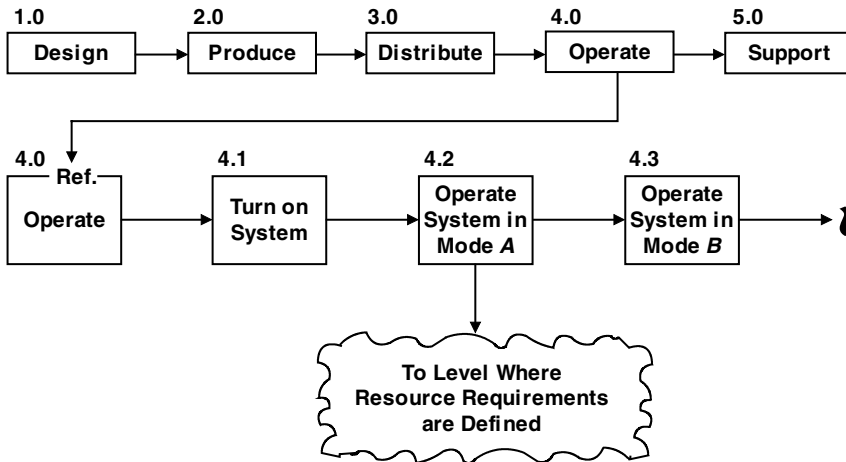 1.0 2.0 3.0 4.0 5.0
Design Produce Distribute Operate Support
4.0 4.1 4.2 4.3
Ref.
Operate
Turn on
System
Operate
System in
Mode A
Operate
System in
Mode B
To Level Where
Resource Requirements
are Defined